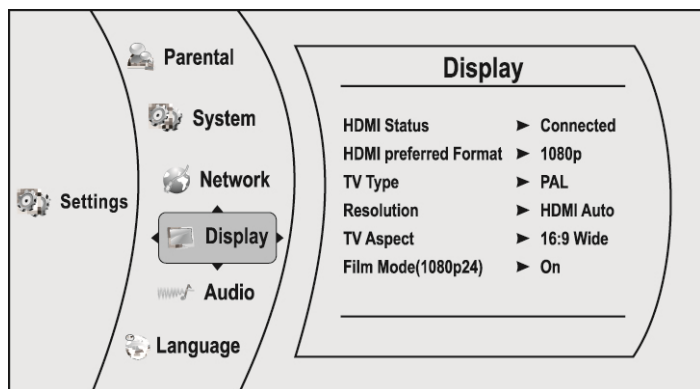 Settings
Parental
System
Network
Display
Audio
Language
Display
HDMI Status ➤ Connected
HDMI preferred Format ➤ 1080p
TV Type ➤ PAL
Resolution ➤ HDMI Auto
TV Aspect ➤ 16:9 Wide
Film Mode(1080p24) ➤ On